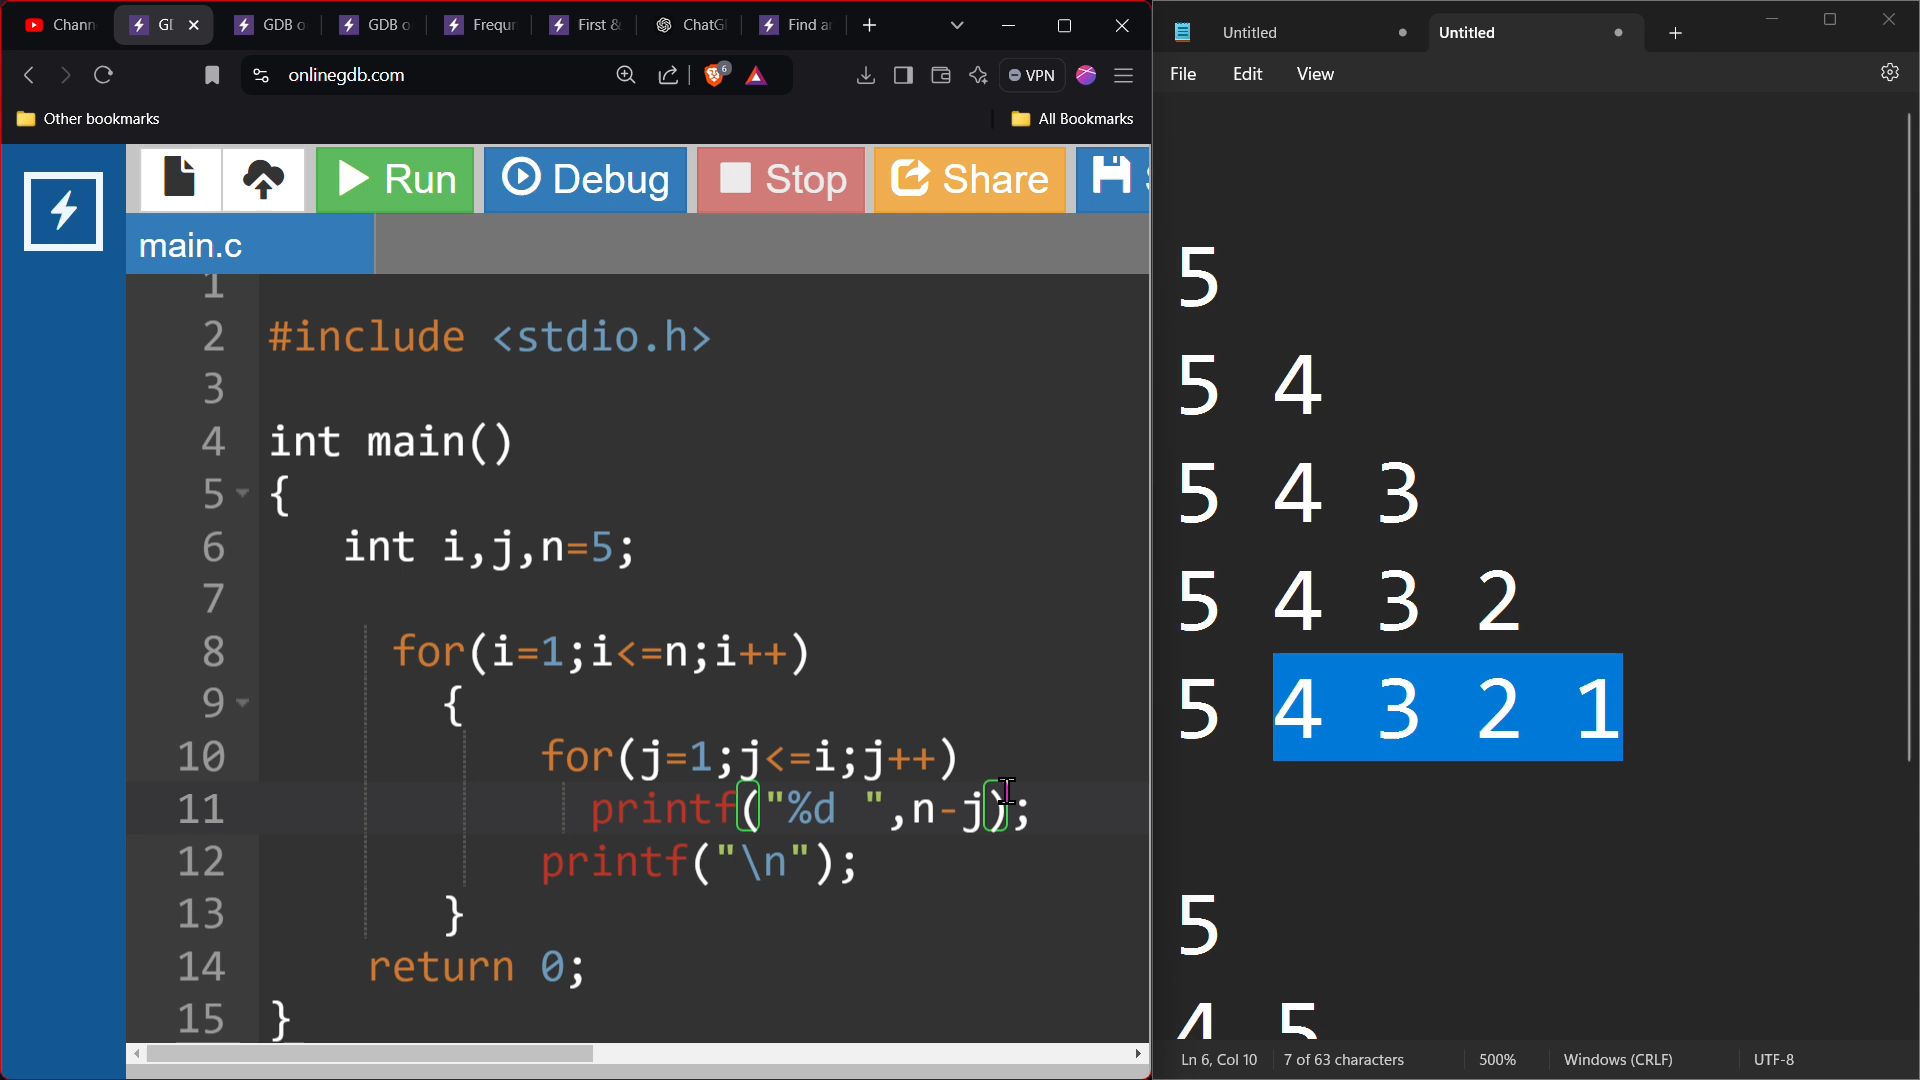 Chann
GI
GDB o
GDB o
Frequ
First &
ChatG
Find a
onlinegdb.com
6
VPN
Other bookmarks
All Bookmarks
Run
Debug
Stop
Share
main.c
1
2 #include <stdio.h>
3
4 int main()
5 {
6 int i,j,n=5;
7
8 for(i=1;i<=n;i++)
9 {
10 for(j=1;j<=i;j++)
11 printf("%d ",n-j);
12 printf("\n");
13 }
14 return 0;
15 }
Untitled
Untitled
File Edit View
5
5 4
5 4 3
5 4 3 2
5 4 3 2 1
5
4 5
Ln 6, Col 10 7 of 63 characters 500% Windows (CRLF) UTF-8